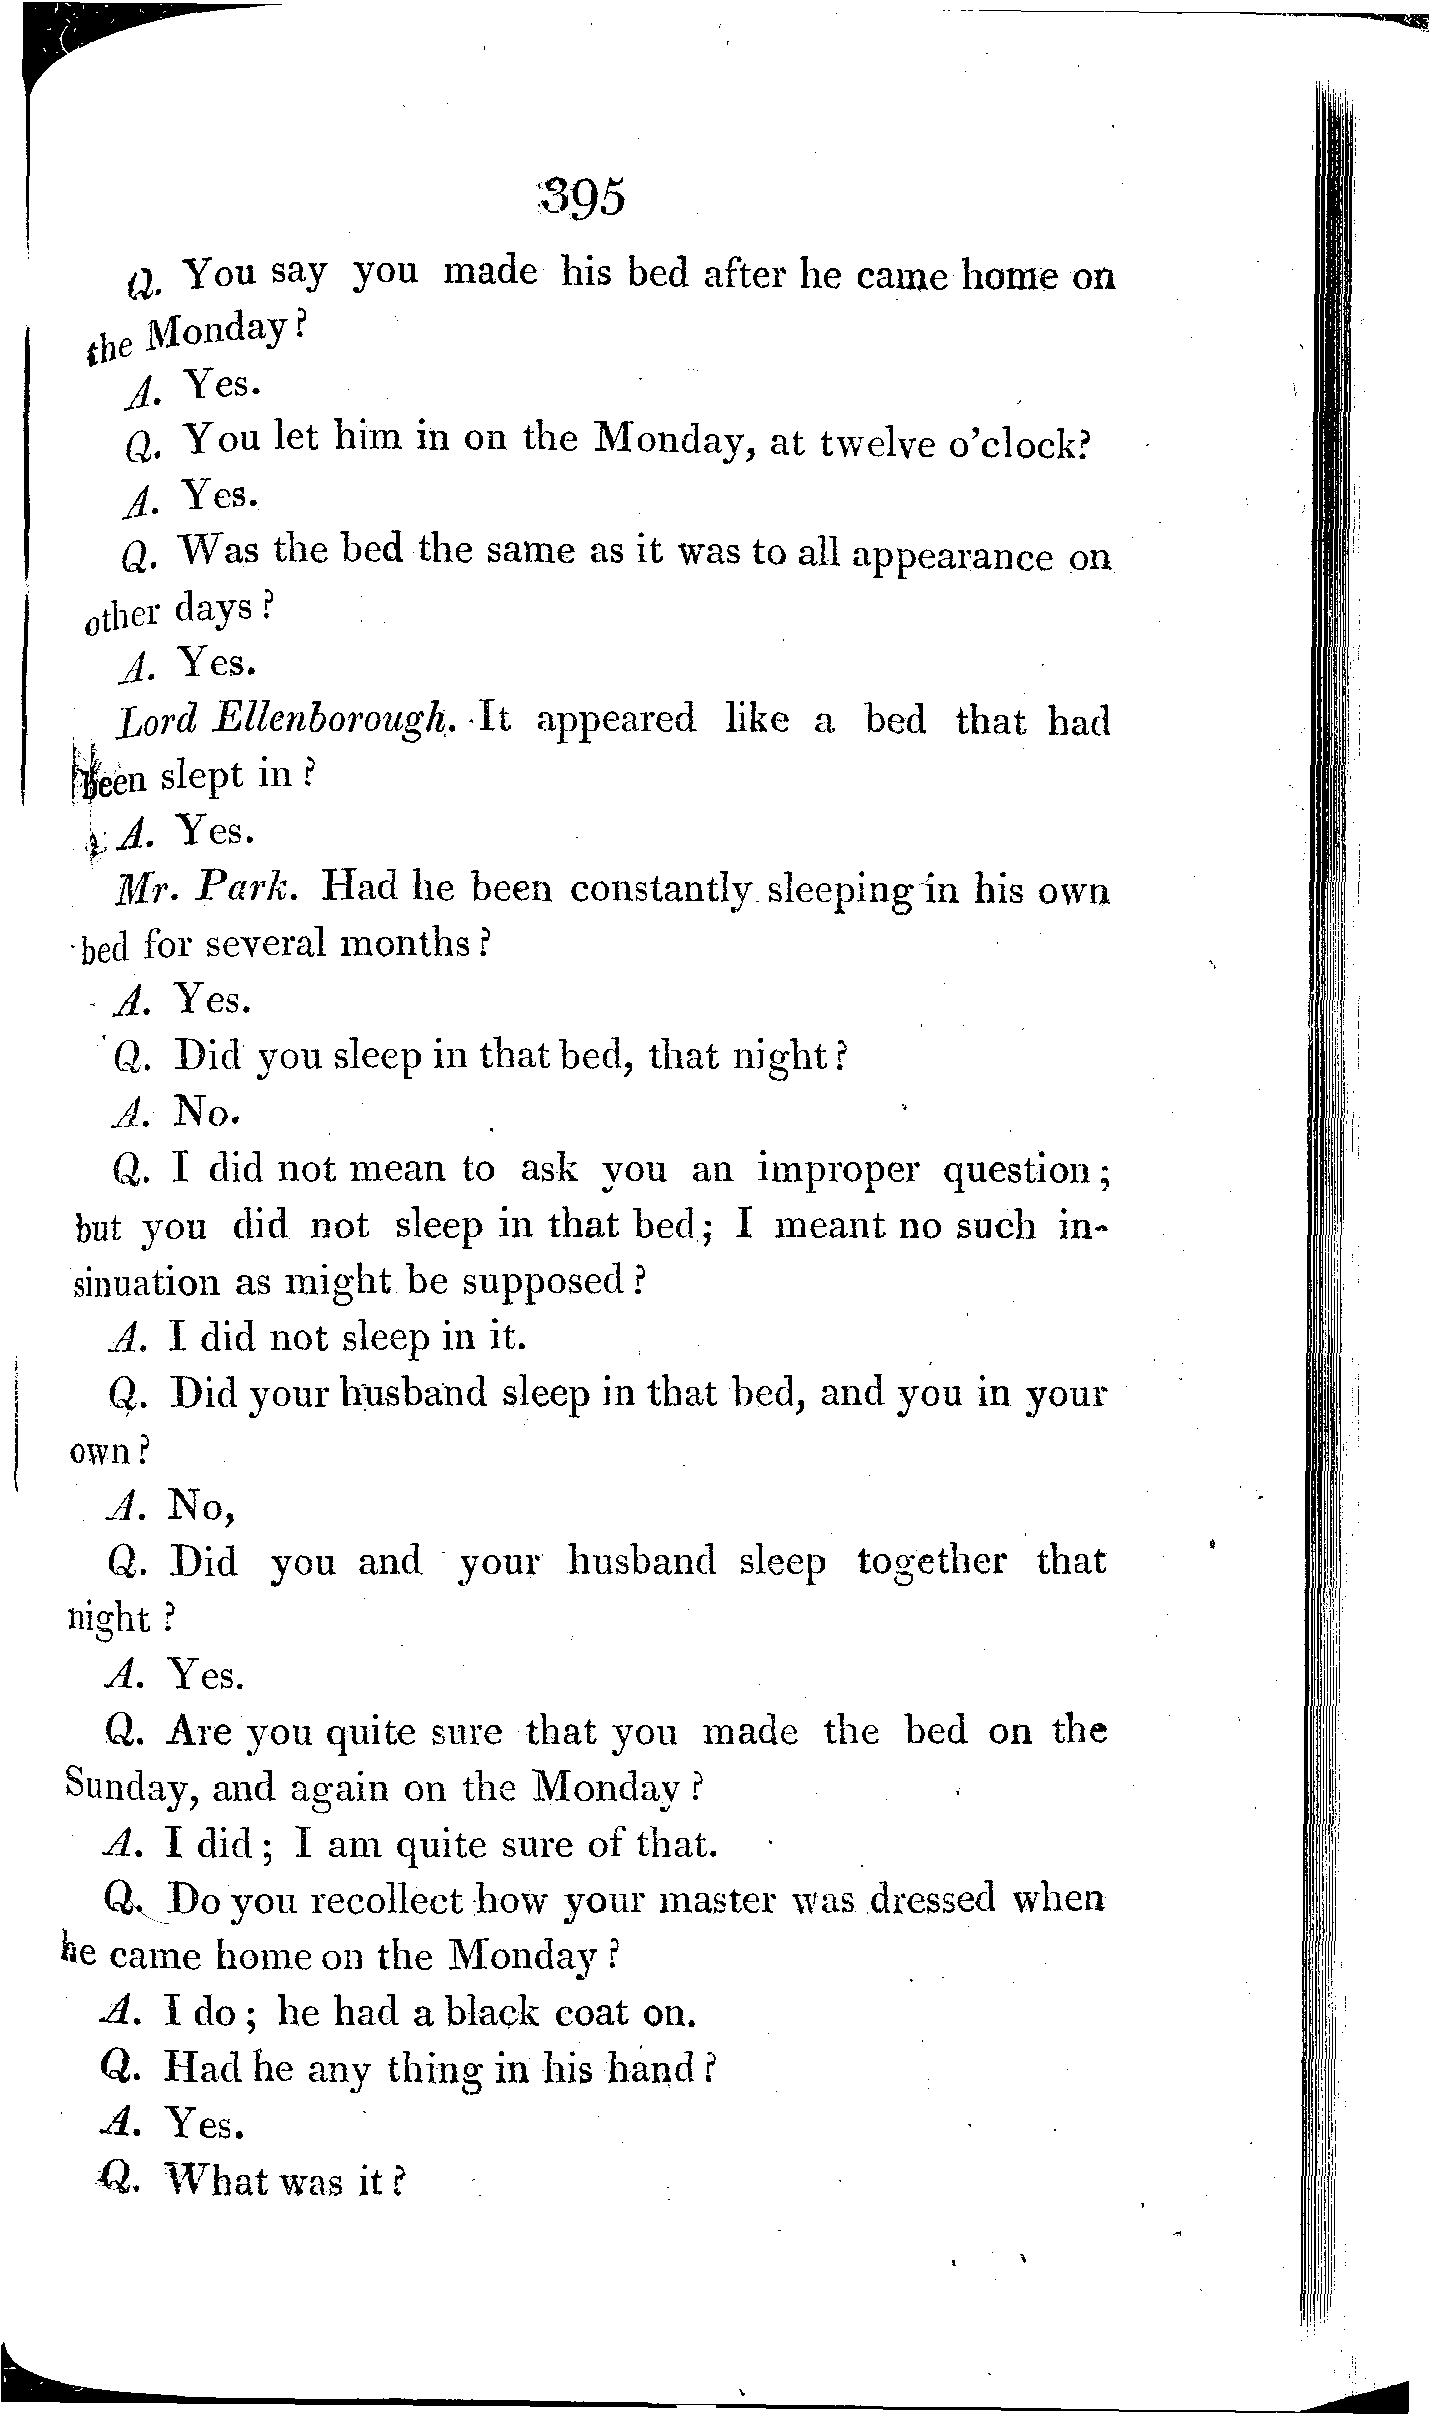 395
Q. You say you made his bed after he came home on
the Monday?
A. Yes.
Q. You let him in on the Monday, at twelve o'clock?
A. Yes.
Q. Was the bed the same as it was to all appearance on
other days?
A. Yes.
Lord Ellenborough. It appeared like a bed that had
been slept in?
A. Yes.
Mr. Park. Had he been constantly sleeping in his own
bed for several months?
A. Yes.
Q. Did you sleep in that bed, that night?
A. No.
Q. I did not mean to ask you an improper question;
but you did not sleep in that bed; I meant no such in-
sinuation as might be supposed?
A. I did not sleep in it.
Q. Did your husband sleep in that bed, and you in your
own?
A. No,
Q. Did you and your husband sleep together that
night?
A. Yes.
Q. Are you quite sure that you made the bed on the
Sunday, and again on the Monday?
A. I did; I am quite sure of that.
Q. Do you recollect how your master was dressed when
he came home on the Monday?
A. I do; he had a black coat on.
Q. Had he any thing in his hand?
A. Yes.
Q. What was it?